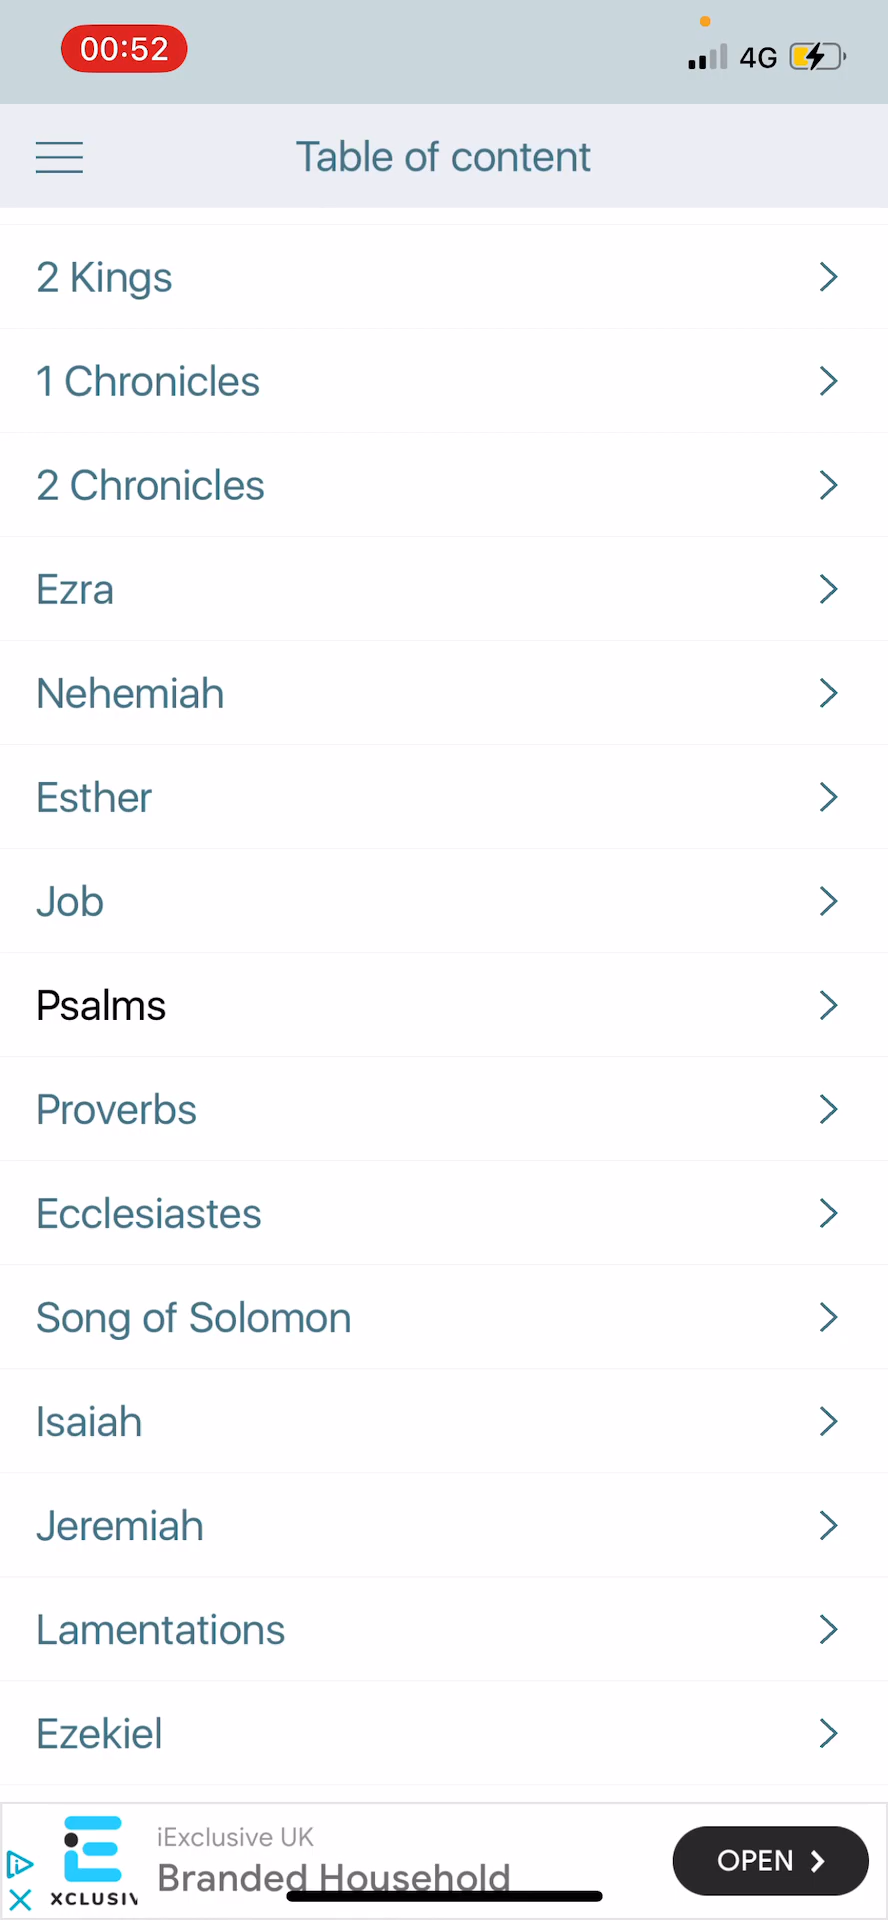 00:52
4G
Table of content
2 Kings
1 Chronicles
2 Chronicles
Ezra
Nehemiah
Esther
Job
Psalms
Proverbs
Ecclesiastes
Song of Solomon
Isaiah
Jeremiah
Lamentations
Ezekiel
iExclusive UK
Branded Household
XCLUSIV
OPEN